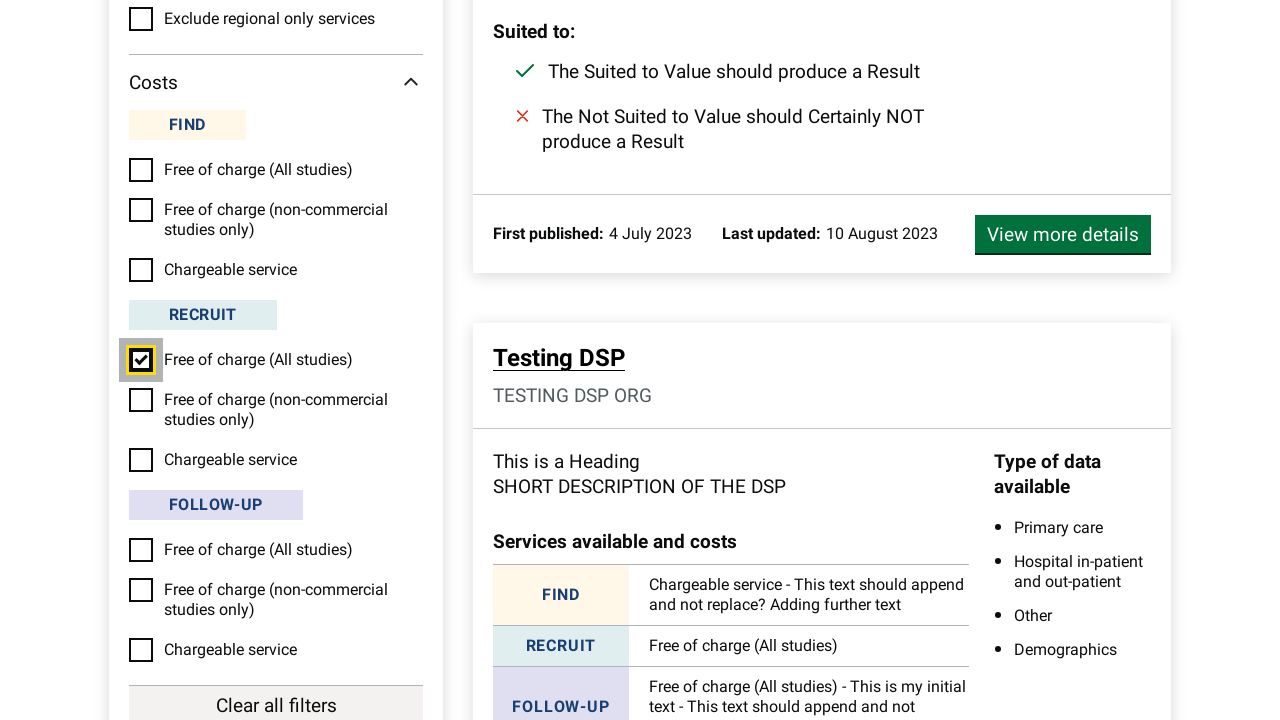 Exclude regional only services
Costs
FIND
Free of charge (All studies)
Free of charge (non-commercial
studies only)
Chargeable service
RECRUIT
Free of charge (All studies)
Free of charge (non-commercial
studies only)
Chargeable service
FOLLOW-UP
Free of charge (All studies)
Free of charge (non-commercial
studies only)
Chargeable service
Clear all filters
Suited to:
The Suited to Value should produce a Result
The Not Suited to Value should Certainly NOT
produce a Result
First published: 4 July 2023 Last updated: 10 August 2023
View more details
Testing DSP
TESTING DSP ORG
This is a Heading
SHORT DESCRIPTION OF THE DSP
Services available and costs
FIND
Chargeable service - This text should append
and not replace? Adding further text
RECRUIT
Free of charge (All studies)
FOLLOW-UP
Free of charge (All studies) - This is my initial
text - This text should append and not
Type of data
available
Primary care
Hospital in-patient
and out-patient
Other
Demographics